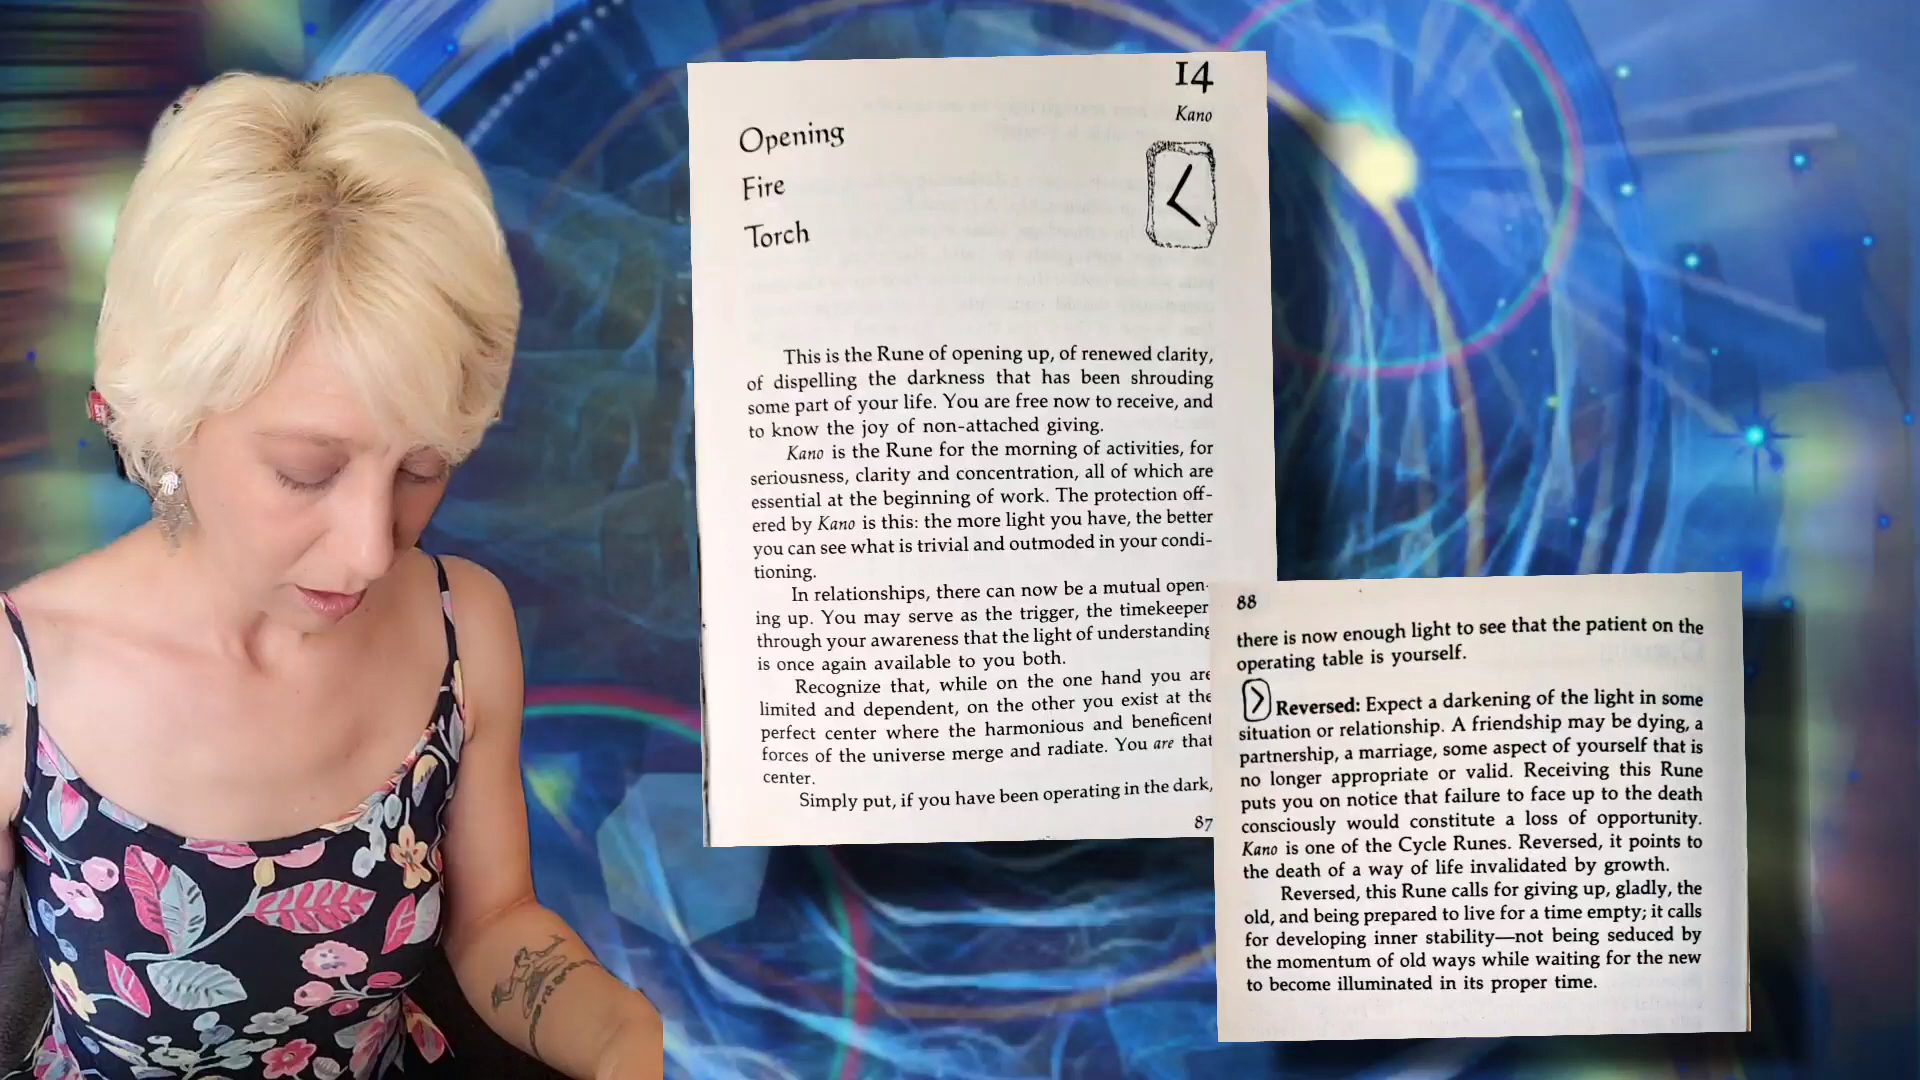 14
Kano
Opening
Fire
Torch
This is the Rune of opening up, of renewed clarity,
of dispelling the darkness that has been shrouding
some part of your life. You are free now to receive, and
to know the joy of non-attached giving.
Kano is the Rune for the morning of activities, for
seriousness, clarity and concentration, all of which are
essential at the beginning of work. The protection off-
ered by Kano is this: the more light you have, the better
you can see what is trivial and outmoded in your condi-
tioning.
In relationships, there can now be a mutual open-
ing up. You may serve as the trigger, the timekeeper
through your awareness that the light of understanding
is once again available to you both.
Recognize that, while on the one hand you are
limited and dependent, on the other you exist at the
perfect center where the harmonious and beneficent
forces of the universe merge and radiate. You are that
center.
Simply put, if you have been operating in the dark,
87
88
there is now enough light to see that the patient on the
operating table is yourself.
Reversed: Expect a darkening of the light in some
situation or relationship. A friendship may be dying, a
partnership, a marriage, some aspect of yourself that is
no longer appropriate or valid. Receiving this Rune
puts you on notice that failure to face up to the death
consciously would constitute a loss of opportunity.
Kano is one of the Cycle Runes. Reversed, it points to
the death of a way of life invalidated by growth.
Reversed, this Rune calls for giving up, gladly, the
old, and being prepared to live for a time empty; it calls
for developing inner stability—not being seduced by
the momentum of old ways while waiting for the new
to become illuminated in its proper time.